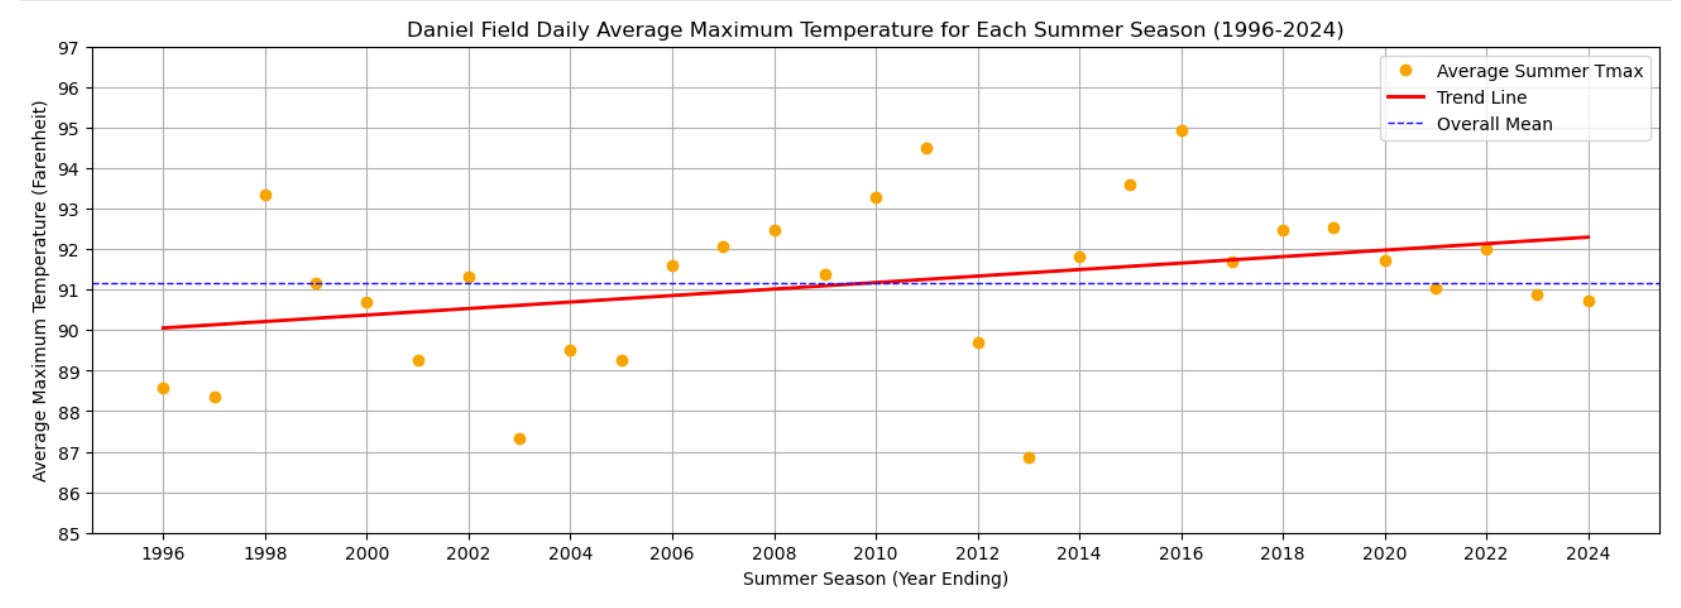 Daniel Field Daily Average Maximum Temperature for Each Summer Season (1996-2024)
Average Maximum Temperature (Farenheit)
97
96
95
94
93
92
91
90
89
88
87
86
85
Average Summer Tmax
Trend Line
Overall Mean
1996 1998 2000 2002 2004 2006 2008 2010 2012 2014 2016 2018 2020 2022 2024
Summer Season (Year Ending)